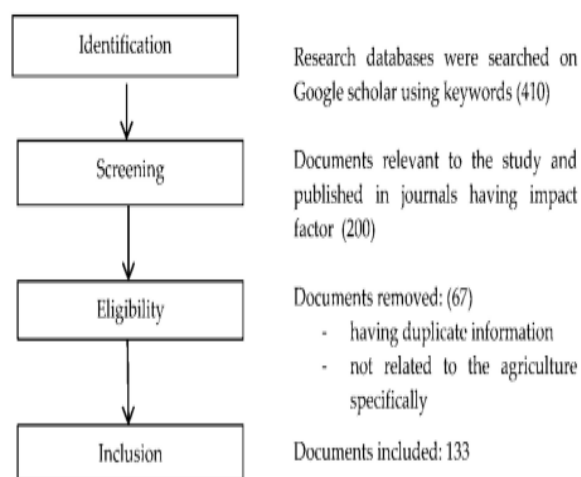 Identification
Research databases were searched on
Google scholar using keywords (410)
Screening
Documents relevant to the study and
published in journals having impact
factor (200)
Eligibility
Documents removed: (67)
- having duplicate information
- not related to the agriculture
specifically
Inclusion
Documents included: 133